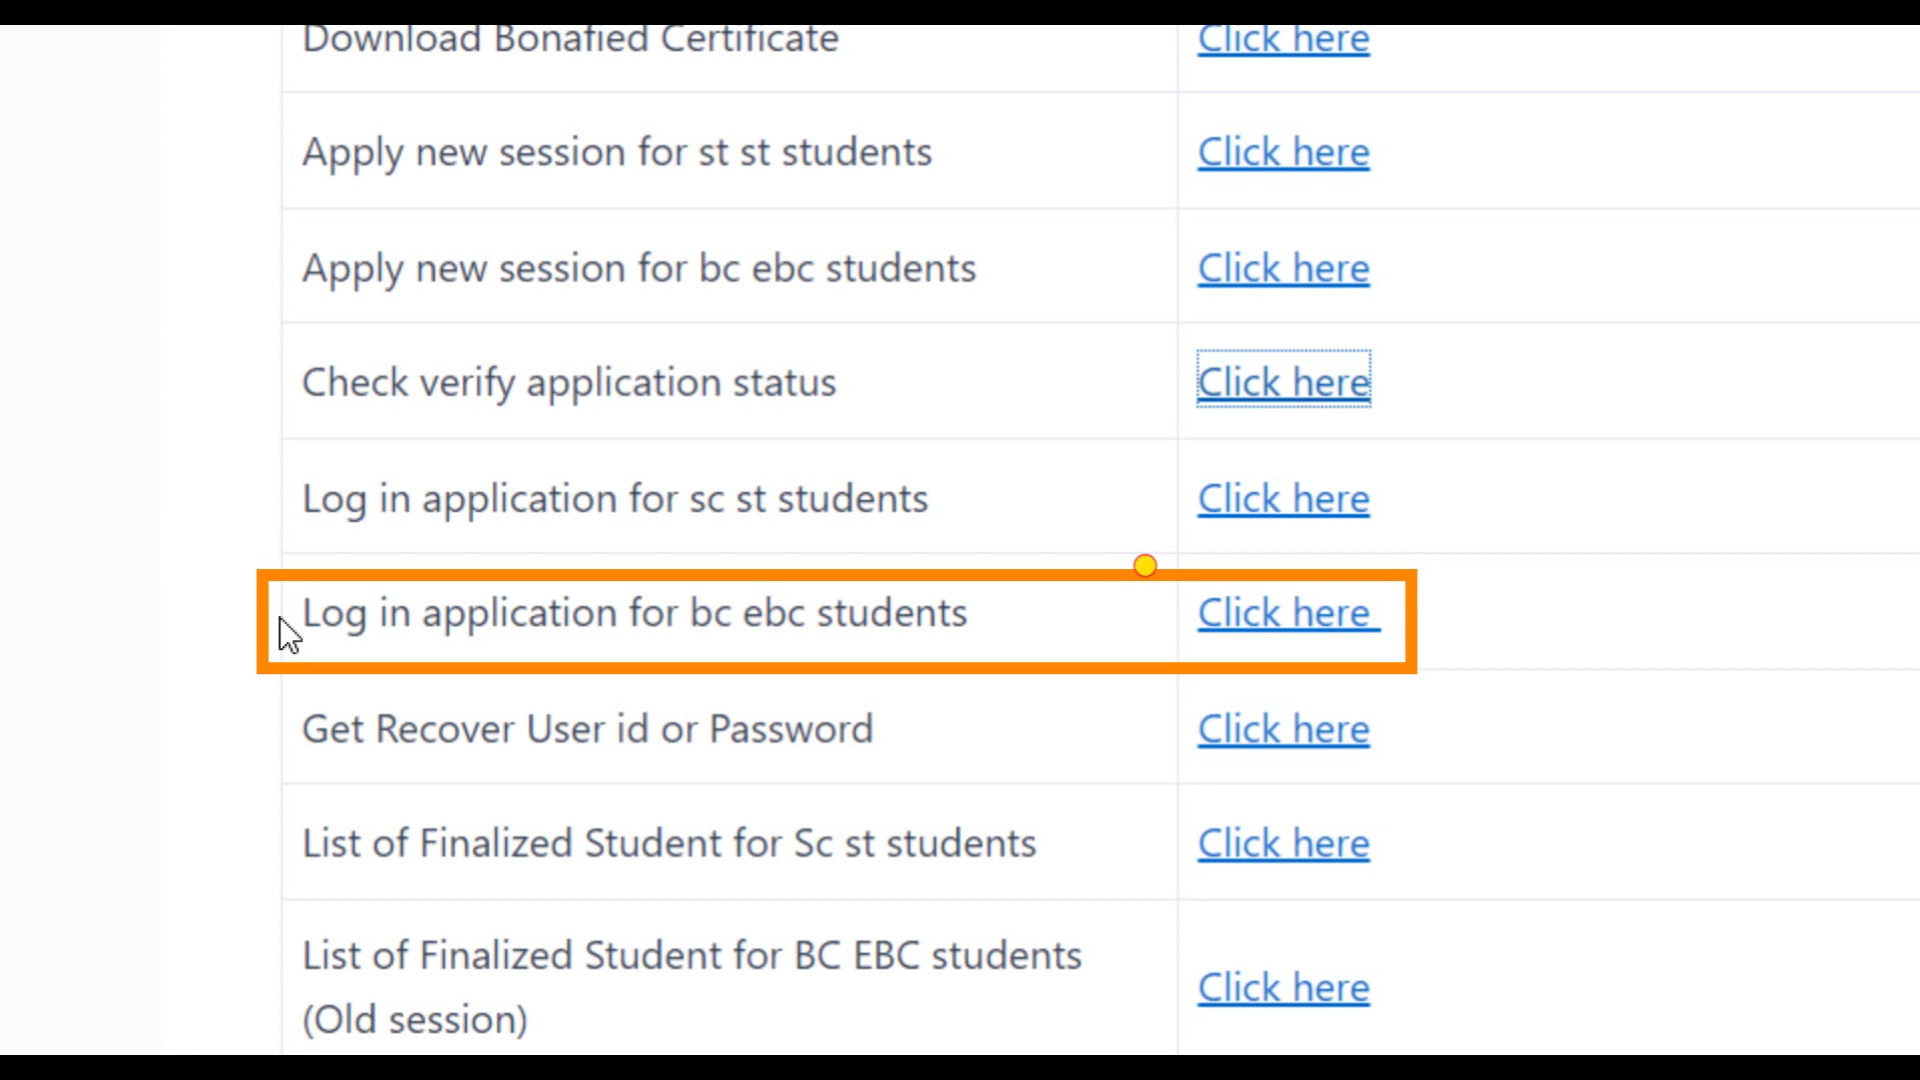 Download Bonafied Certificate Click here
Apply new session for st st students Click here
Apply new session for bc ebc students Click here
Check verify application status Click here
Log in application for sc st students Click here
Log in application for bc ebc students Click here
Get Recover User id or Password Click here
List of Finalized Student for Sc st students Click here
List of Finalized Student for BC EBC students
(Old session)
Click here